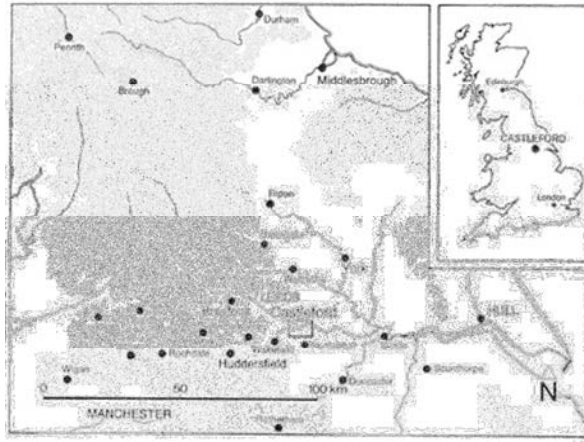 Durham
Penrith
Brough
Darlington
Middlesbrough
Edinburgh
CASTLEFORD
London
Ripon
LEEDS
Castleford
HULL
Rochdale
Huddersfield
Wigan
Doncaster
Scunthorpe
0 50 100 km
N
MANCHESTER